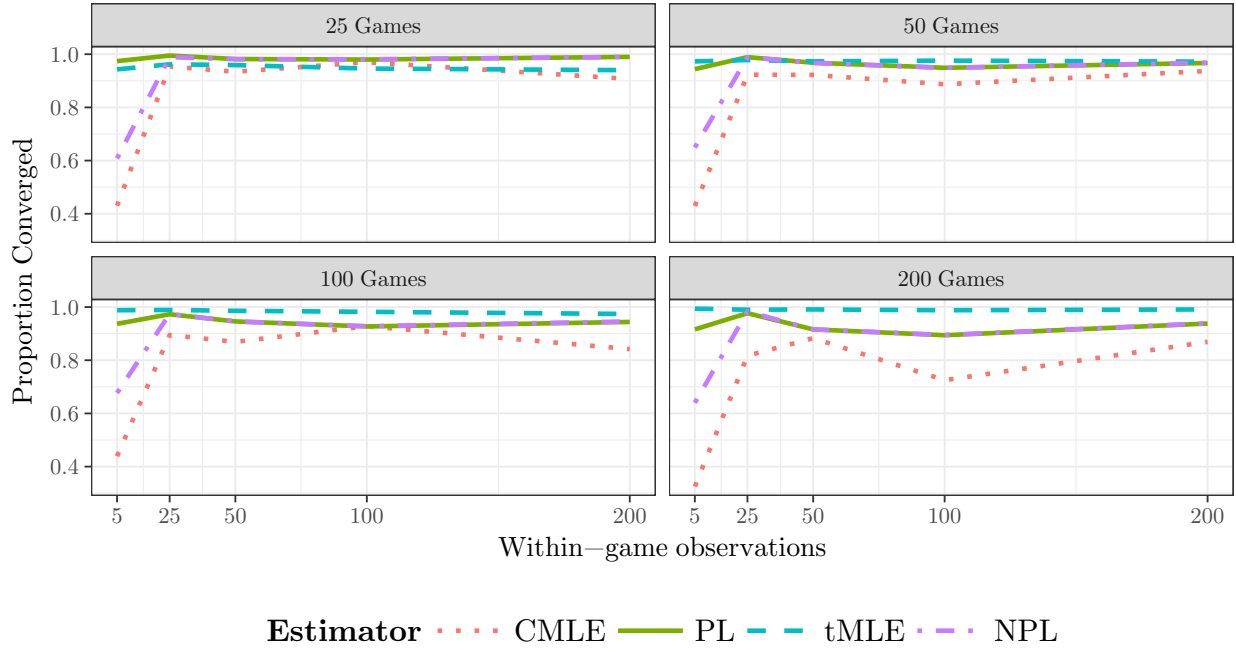 25 Games
50 Games
1.0
0.8
0.6
0.4
100 Games
200 Games
1.0
0.8
0.6
0.4
Proportion Converged
5 25 50 100 200
5 25 50 100 200
Within−game observations
Estimator CMLE PL tMLE NPL